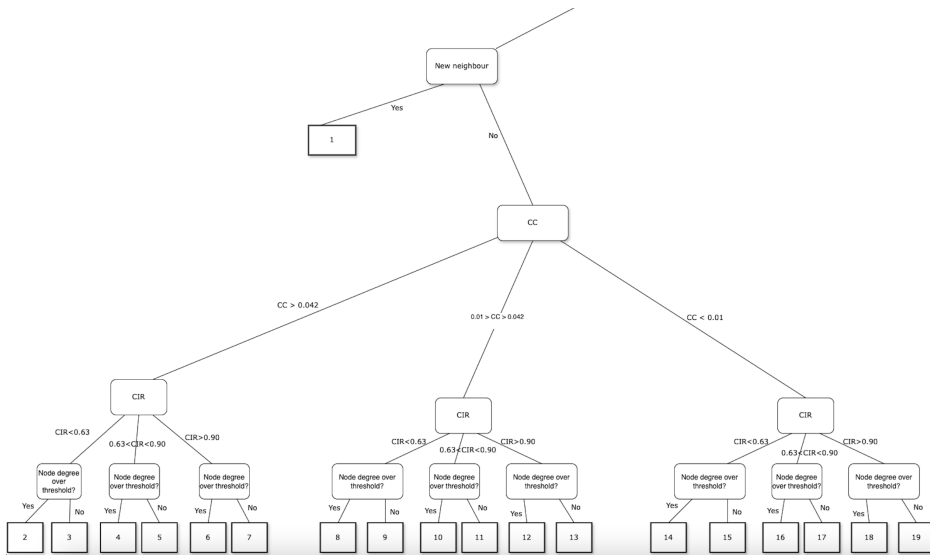 New neighbour
Yes
No
1
CC
CC > 0.042
0.01 > CC > 0.042
CC < 0.01
CIR
CIR
CIR
CIR<0.63
0.63<CIR<0.90
CIR>0.90
CIR<0.63
0.63<CIR<0.90
CIR>0.90
CIR<0.63
0.63<CIR<0.90
CIR>0.90
Node degree
over
threshold?
Node degree
over threshold?
Node degree
over threshold?
Node degree over
threshold?
Node degree
over threshold?
Node degree over
threshold?
Node degree over
threshold?
Node degree
over threshold?
Node degree over
threshold?
Yes
No
Yes
No
Yes
No
Yes
No
Yes
No
Yes
No
Yes
No
Yes
No
Yes
No
2
3
4
5
6
7
8
9
10
11
12
13
14
15
16
17
18
19